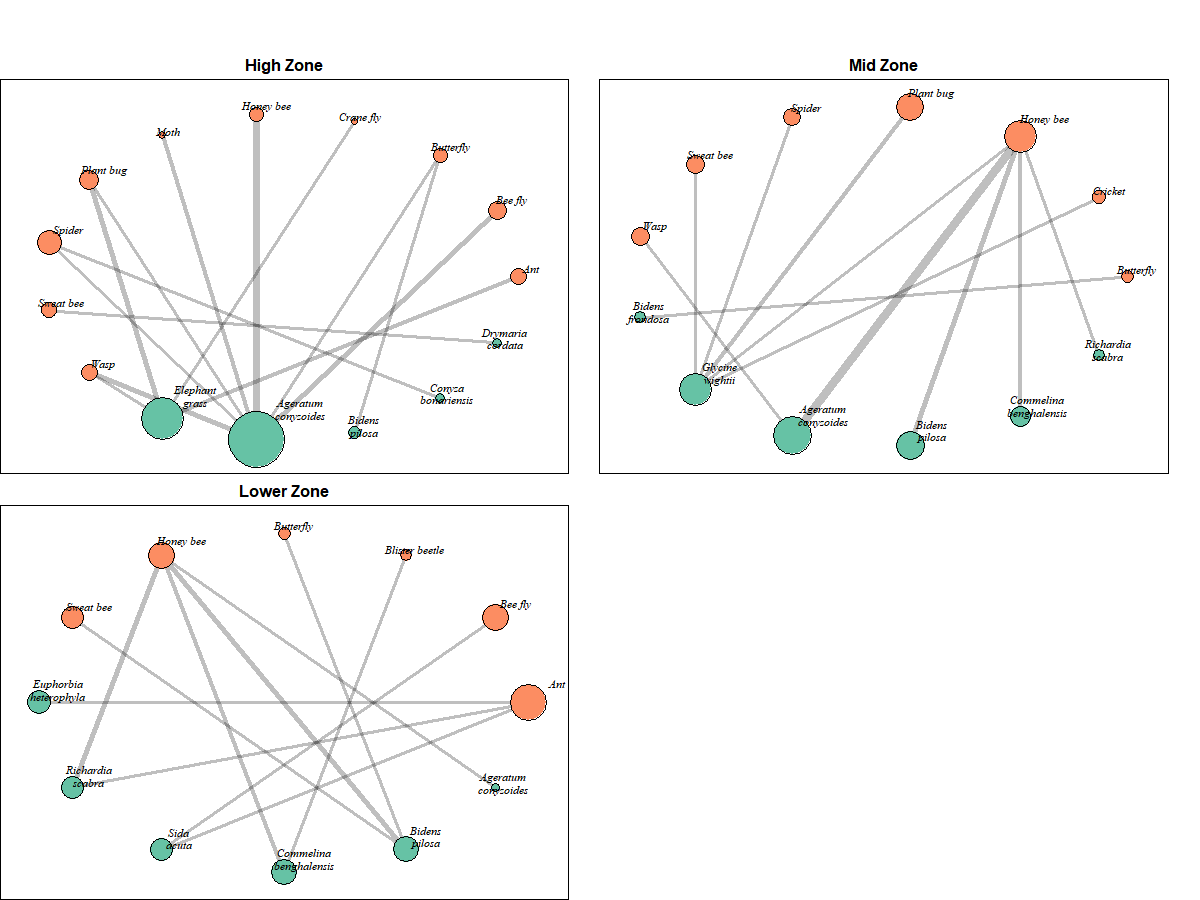 High Zone
Honey bee
Crane fly
Moth
Butterfly
Plant bug
Bee fly
Spider
Ant
Sweat bee
Drymaria
cordata
Wasp
Elephant
grass
Conyza
bonariensis
Ageratum
conyzoides
Bidens
pilosa
Mid Zone
Plant bug
Spider
Honey bee
Sweat bee
Cricket
Wasp
Butterfly
Bidens
frondosa
Richardia
scabra
Glycine
wightii
Commelina
benghalensis
Ageratum
conyzoides
Bidens
pilosa
Lower Zone
Butterfly
Honey bee
Blister beetle
Sweat bee
Bee fly
Euphorbia
heterophyla
Ant
Richardia
scabra
Ageratum
conyzoides
Sida
acuta
Bidens
pilosa
Commelina
benghalensis